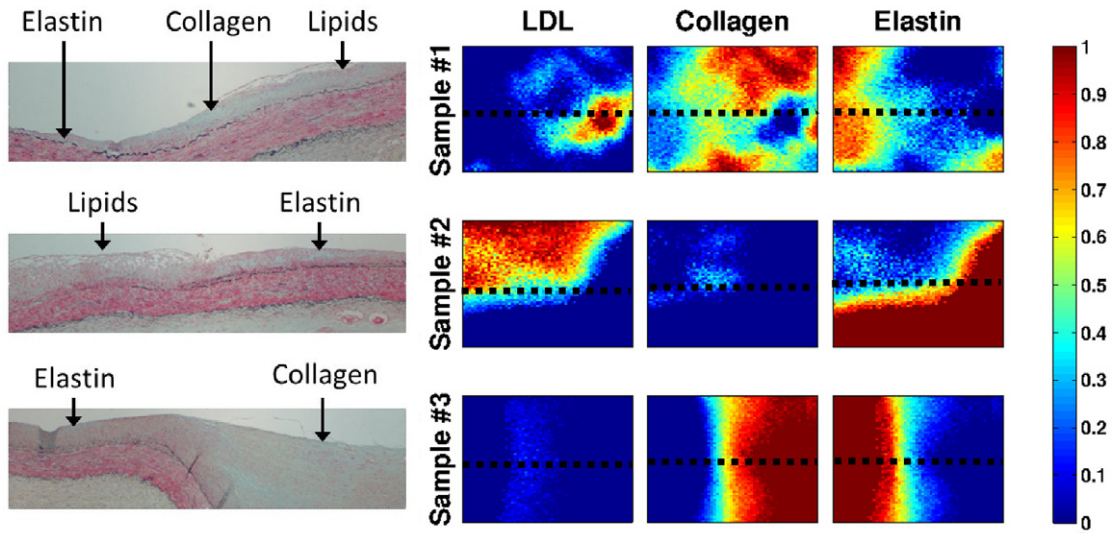 Elastin Collagen Lipids
LDL Collagen Elastin
Sample #1
Lipids Elastin
Sample #2
Elastin Collagen
Sample #3
1
0.9
0.8
0.7
0.6
0.5
0.4
0.3
0.2
0.1
0